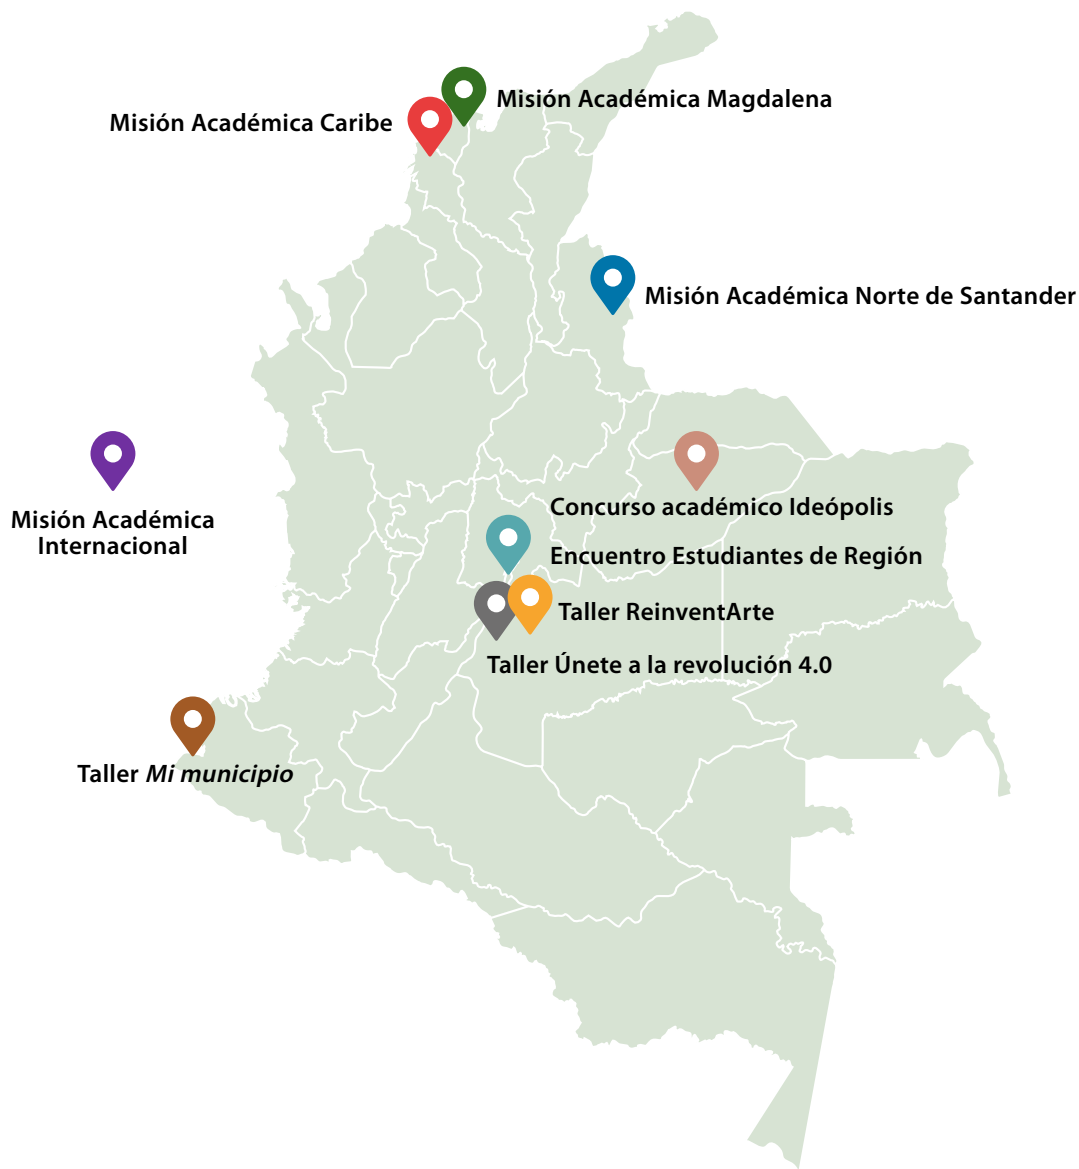 Misión Académica Magdalena
Misión Académica Caribe
Misión Académica Norte de Santander
Misión Académica
Internacional
Concurso académico Ideópolis
Encuentro Estudiantes de Región
Taller ReinventArte
Taller Únete a la revolución 4.0
Taller Mi municipio